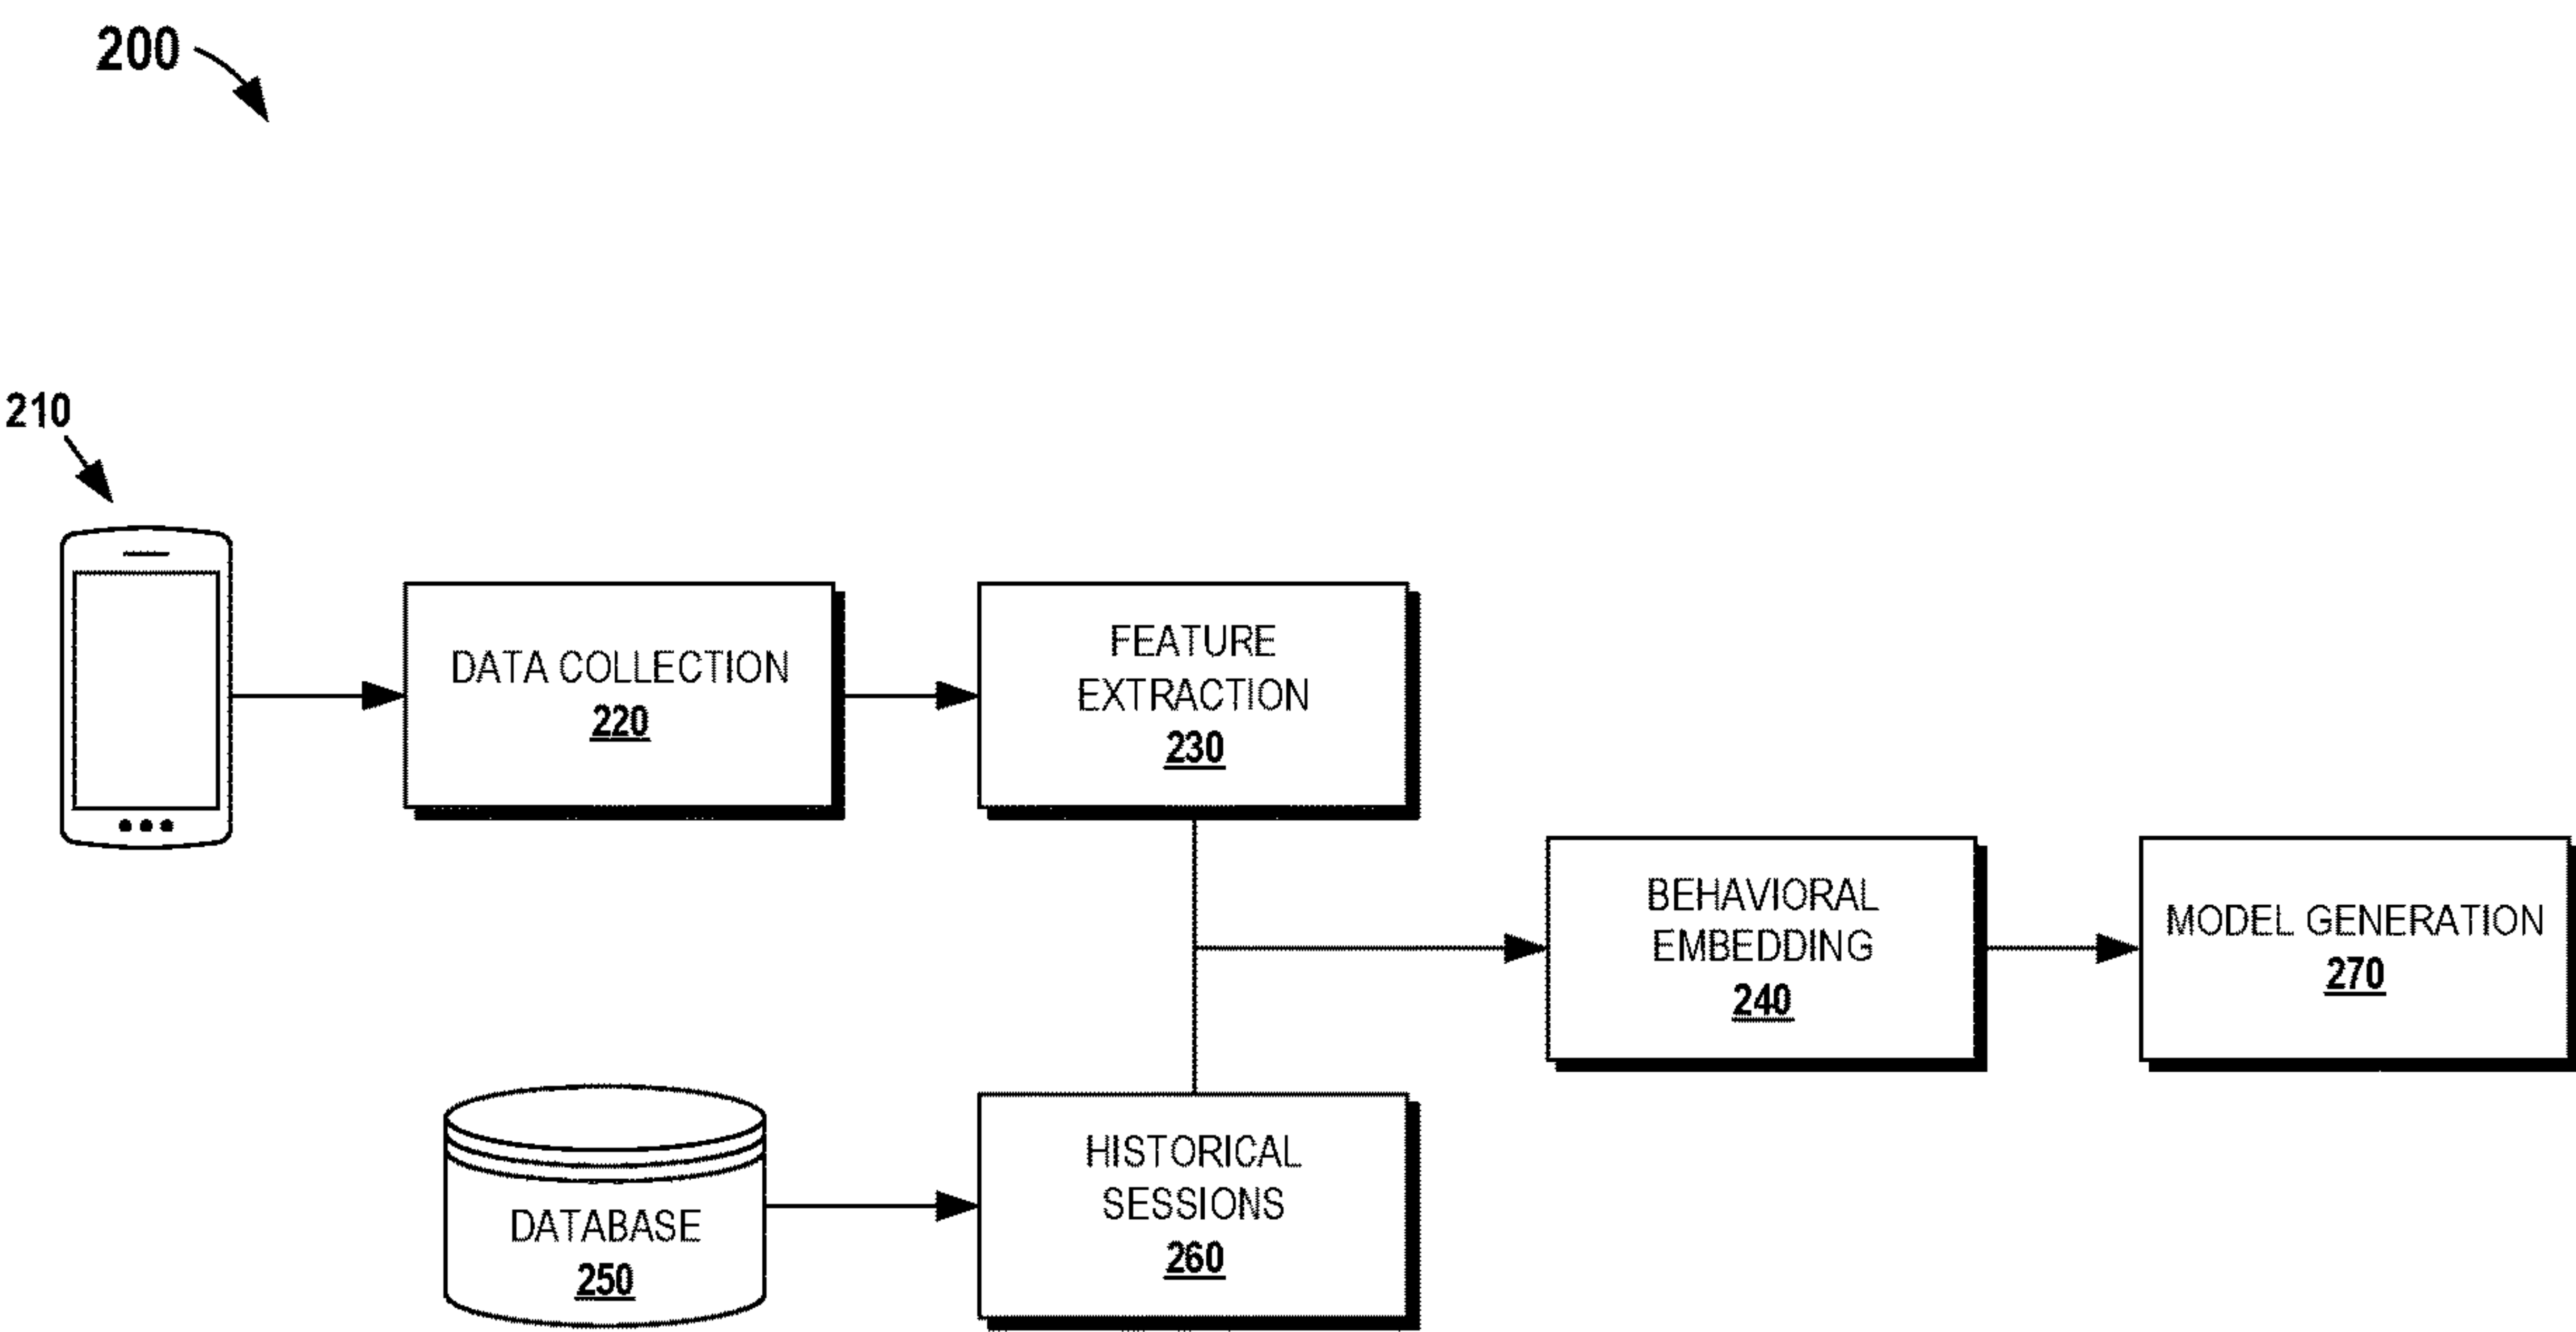 200
210
DATA COLLECTION
220
FEATURE
EXTRACTION
230
BEHAVIORAL
EMBEDDING
240
MODEL GENERATION
270
DATABASE
250
HISTORICAL
SESSIONS
260